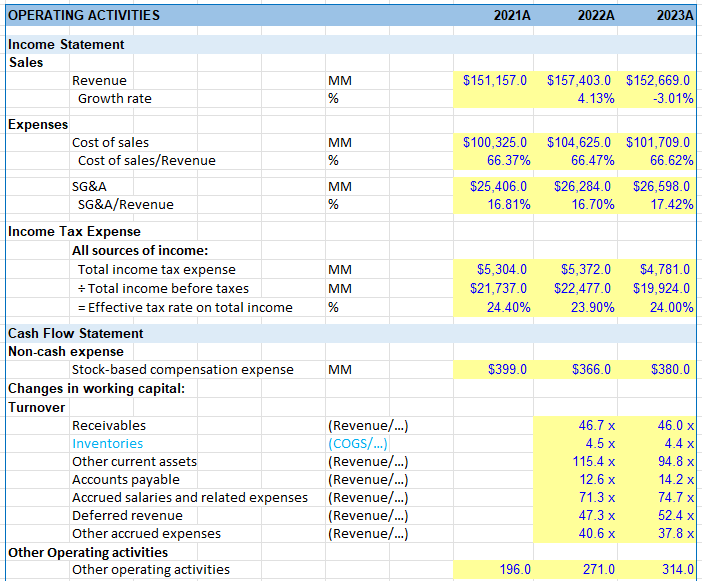 OPERATING ACTIVITIES 2021A 2022A 2023A
Income Statement
Sales
Revenue MM $151,157.0 $157,403.0 $152,669.0
Growth rate % 4.13% -3.01%
Expenses
Cost of sales MM $100,325.0 $104,625.0 $101,709.0
Cost of sales/Revenue % 66.37% 66.47% 66.62%
SG&A MM $25,406.0 $26,284.0 $26,598.0
SG&A/Revenue % 16.81% 16.70% 17.42%
Income Tax Expense
All sources of income:
Total income tax expense MM $5,304.0 $5,372.0 $4,781.0
÷ Total income before taxes MM $21,737.0 $22,477.0 $19,924.0
= Effective tax rate on total income % 24.40% 23.90% 24.00%
Cash Flow Statement
Non-cash expense
Stock-based compensation expense MM $399.0 $366.0 $380.0
Changes in working capital:
Turnover
Receivables (Revenue/...) 46.7 x 46.0 x
Inventories (COGS/...) 4.5 x 4.4 x
Other current assets (Revenue/...) 115.4 x 94.8 x
Accounts payable (Revenue/...) 12.6 x 14.2 x
Accrued salaries and related expenses (Revenue/...) 71.3 x 74.7 x
Deferred revenue (Revenue/...) 47.3 x 52.4 x
Other accrued expenses (Revenue/...) 40.6 x 37.8 x
Other Operating activities
Other operating activities 196.0 271.0 314.0